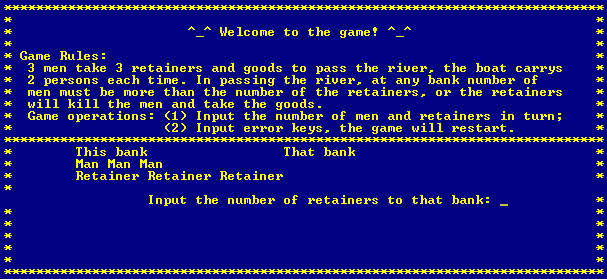 ********************************************************************************
^_^ Welcome to the game! ^_^
Game Rules:
3 men take 3 retainers and goods to pass the river, the boat carrys
2 persons each time. In passing the river, at any bank number of
men must be more than the number of the retainers, or the retainers
will kill the men and take the goods.
Game operations: (1) Input the number of men and retainers in turn;
(2) Input error keys, the game will restart.
********************************************************************************
This bank That bank
Man Man Man
Retainer Retainer Retainer
Input the number of retainers to that bank: _
********************************************************************************